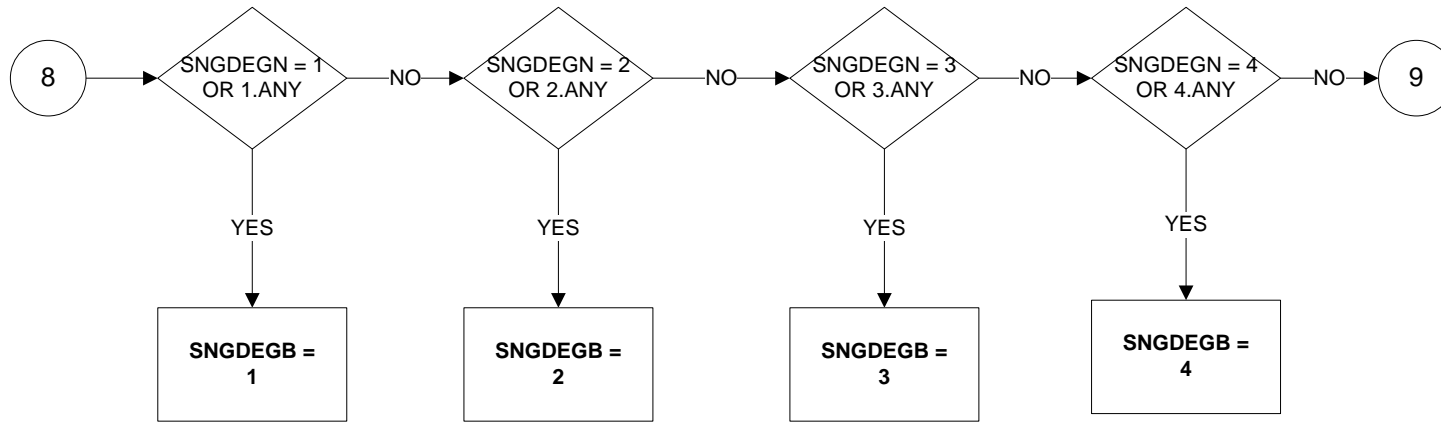 8
SNGDEGN = 1
OR 1.ANY
NO
SNGDEGN = 2
OR 2.ANY
NO
SNGDEGN = 3
OR 3.ANY
NO
SNGDEGN = 4
OR 4.ANY
NO
9
YES
YES
YES
YES
SNGDEGB =
1
SNGDEGB =
2
SNGDEGB =
3
SNGDEGB =
4